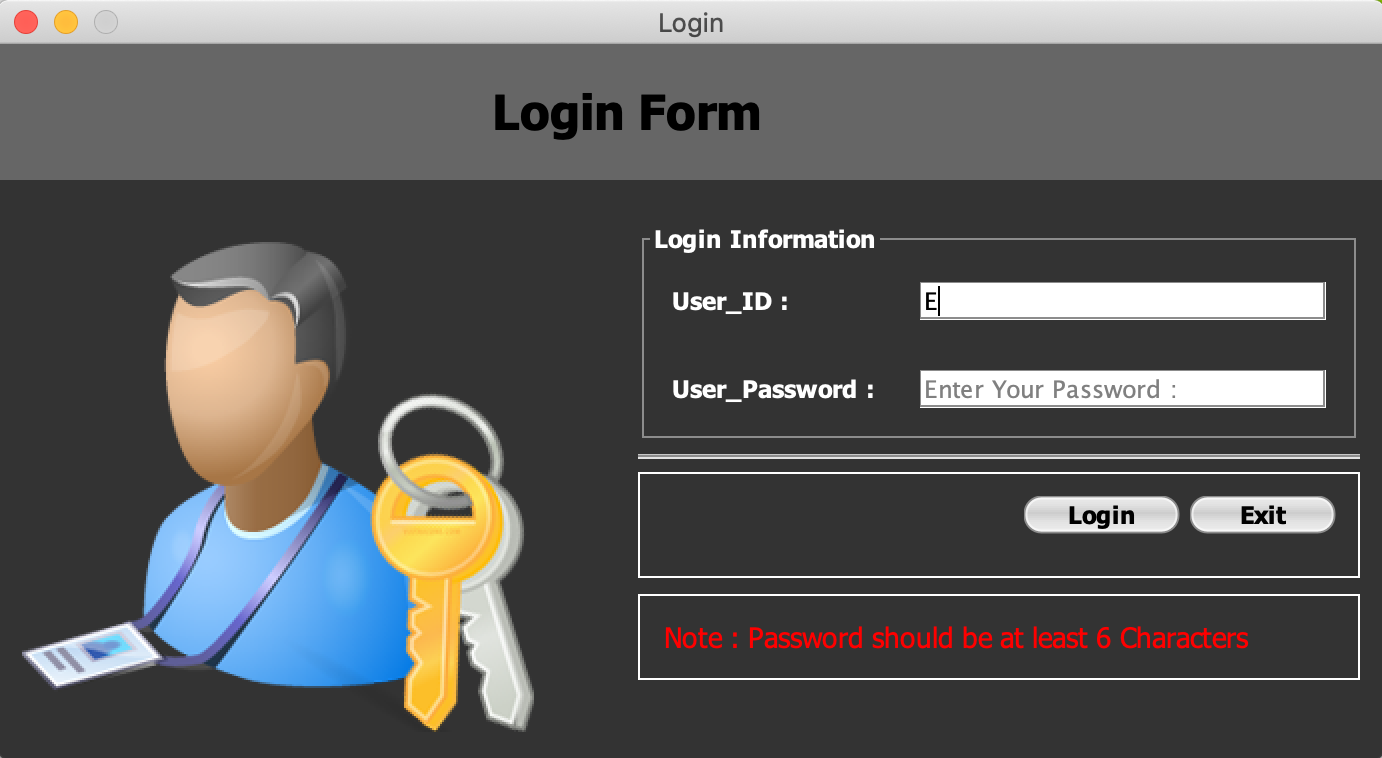 Login
Login Form
Login Information
User_ID : E
User_Password : Enter Your Password :
Login Exit
Note : Password should be at least 6 Characters